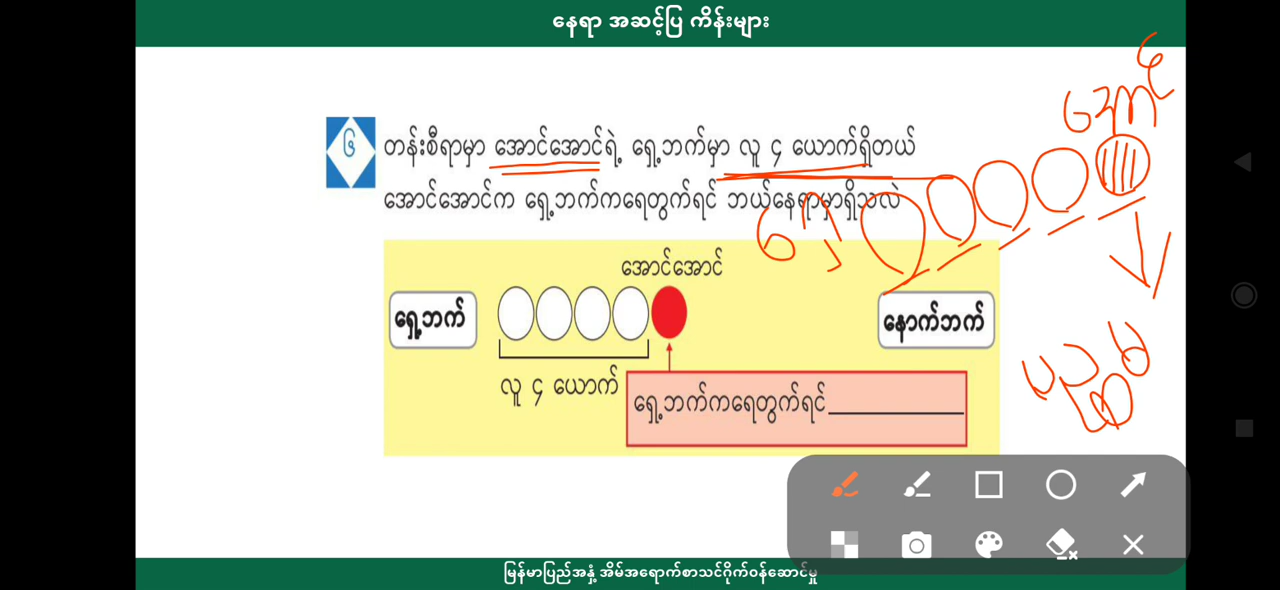 နေရာ အဆင့်ပြ ကိန်းများ
၆
တန်းစီရာမှာ အောင်အောင်ရဲ့ ရှေ့ဘက်မှာ လူ ၄ ယောက်ရှိတယ်
အောင်အောင်က ရှေ့ဘက်ကရေတွက်ရင် ဘယ်နေရာမှာရှိသလဲ
အောင်အောင်
ရှေ့ဘက်
နောက်ဘက်
လူ ၄ ယောက်
ရှေ့ဘက်ကရေတွက်ရင်
မြန်မာပြည်အနှံ့ အိမ်အရောက်စာသင်ဂိုက်ဝန်ဆောင်မှု